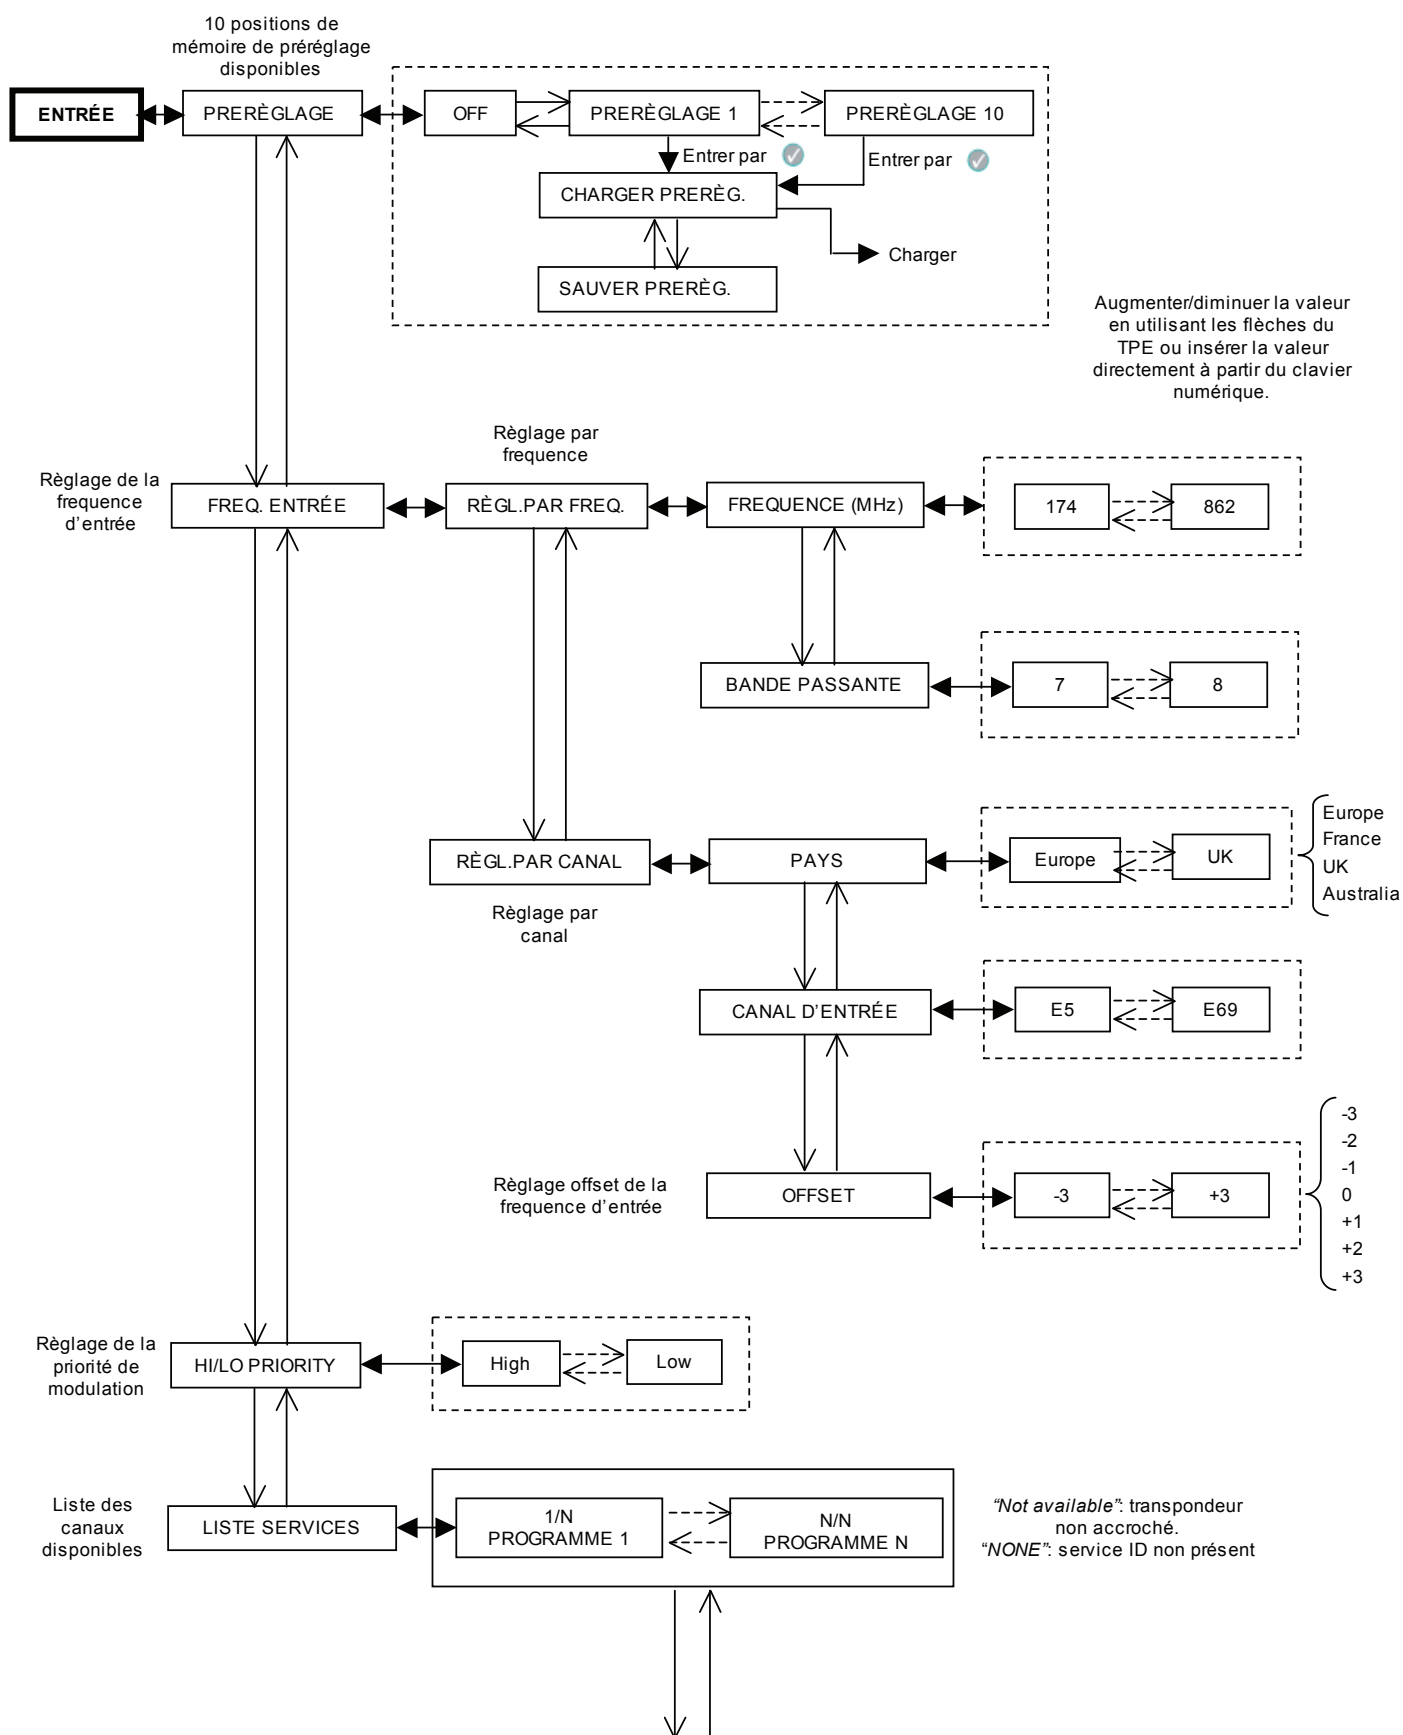 10 positions de
mémoire de préréglage
disponibles
ENTRÉE
PRERÈGLAGE
OFF
PRERÈGLAGE 1
PRERÈGLAGE 10
Entrer par
Entrer par
CHARGER PRERÈG.
Charger
SAUVER PRERÈG.
Augmenter/diminuer la valeur
en utilisant les flèches du
TPE ou insérer la valeur
directement à partir du clavier
numérique.
Règlage par
frequence
Règlage de la
frequence
d'entrée
FREQ. ENTRÉE
RÈGL.PAR FREQ.
FREQUENCE (MHz)
174
862
BANDE PASSANTE
7
8
RÈGL.PAR CANAL
PAYS
Europe
UK
Europe
France
UK
Australia
Règlage par
canal
CANAL D'ENTRÉE
E5
E69
Règlage offset de la
frequence d'entrée
OFFSET
-3
+3
-3
-2
-1
0
+1
+2
+3
Règlage de la
priorité de
modulation
HI/LO PRIORITY
High
Low
Liste des
canaux
disponibles
LISTE SERVICES
1/N
PROGRAMME 1
N/N
PROGRAMME N
"Not available": transpondeur
non accroché.
"NONE": service ID non présent